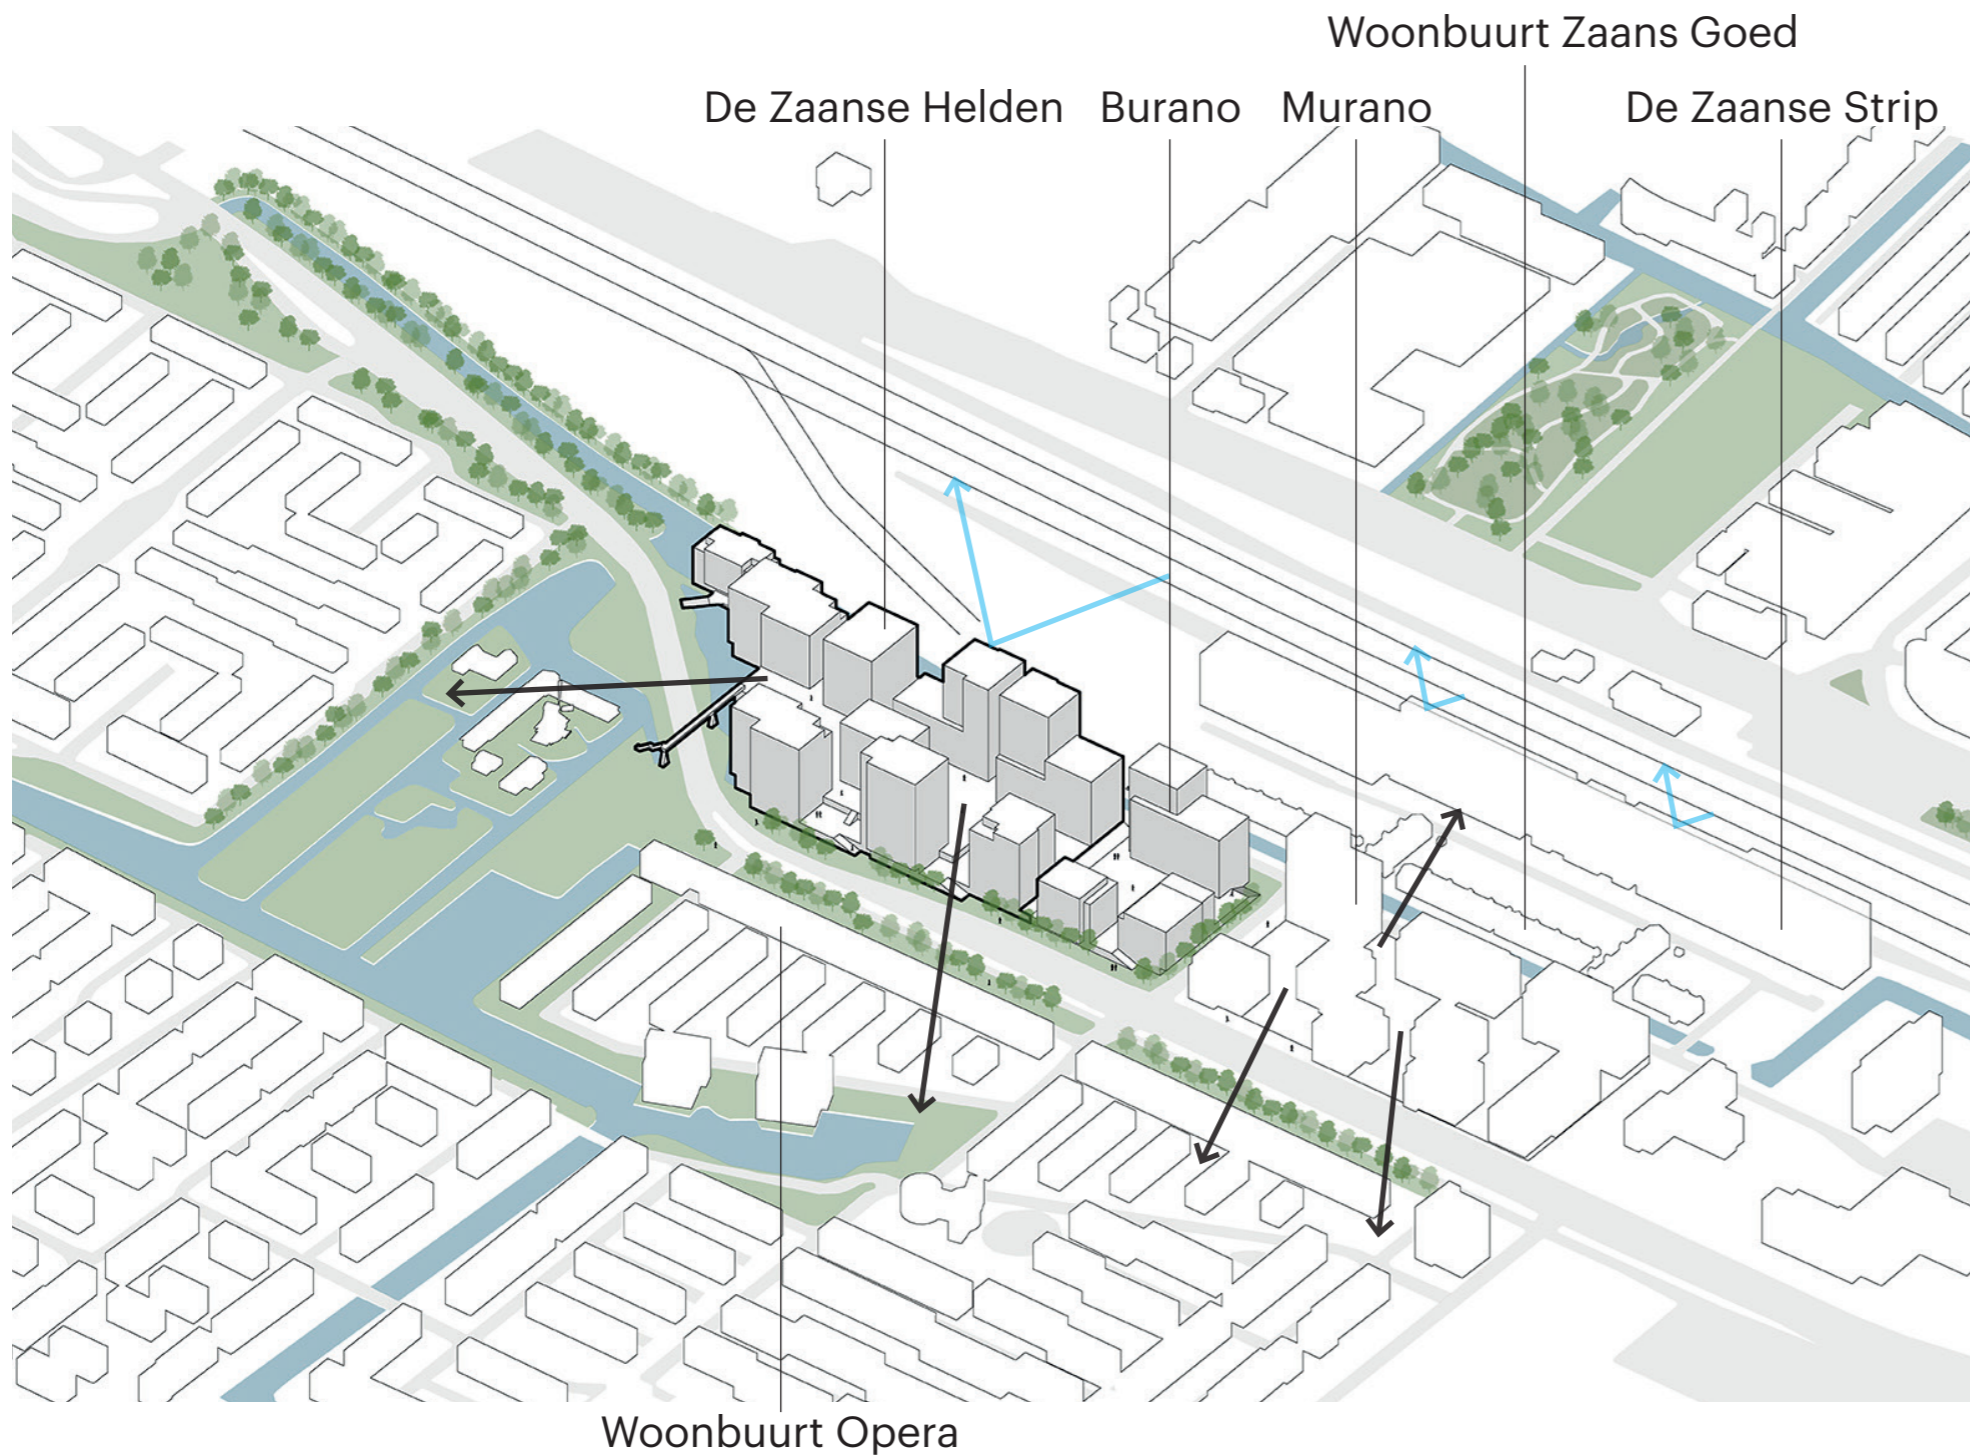 Woonbuurt Zaans Goed
De Zaanse Helden
Burano
Murano
De Zaanse Strip
Woonbuurt Opera